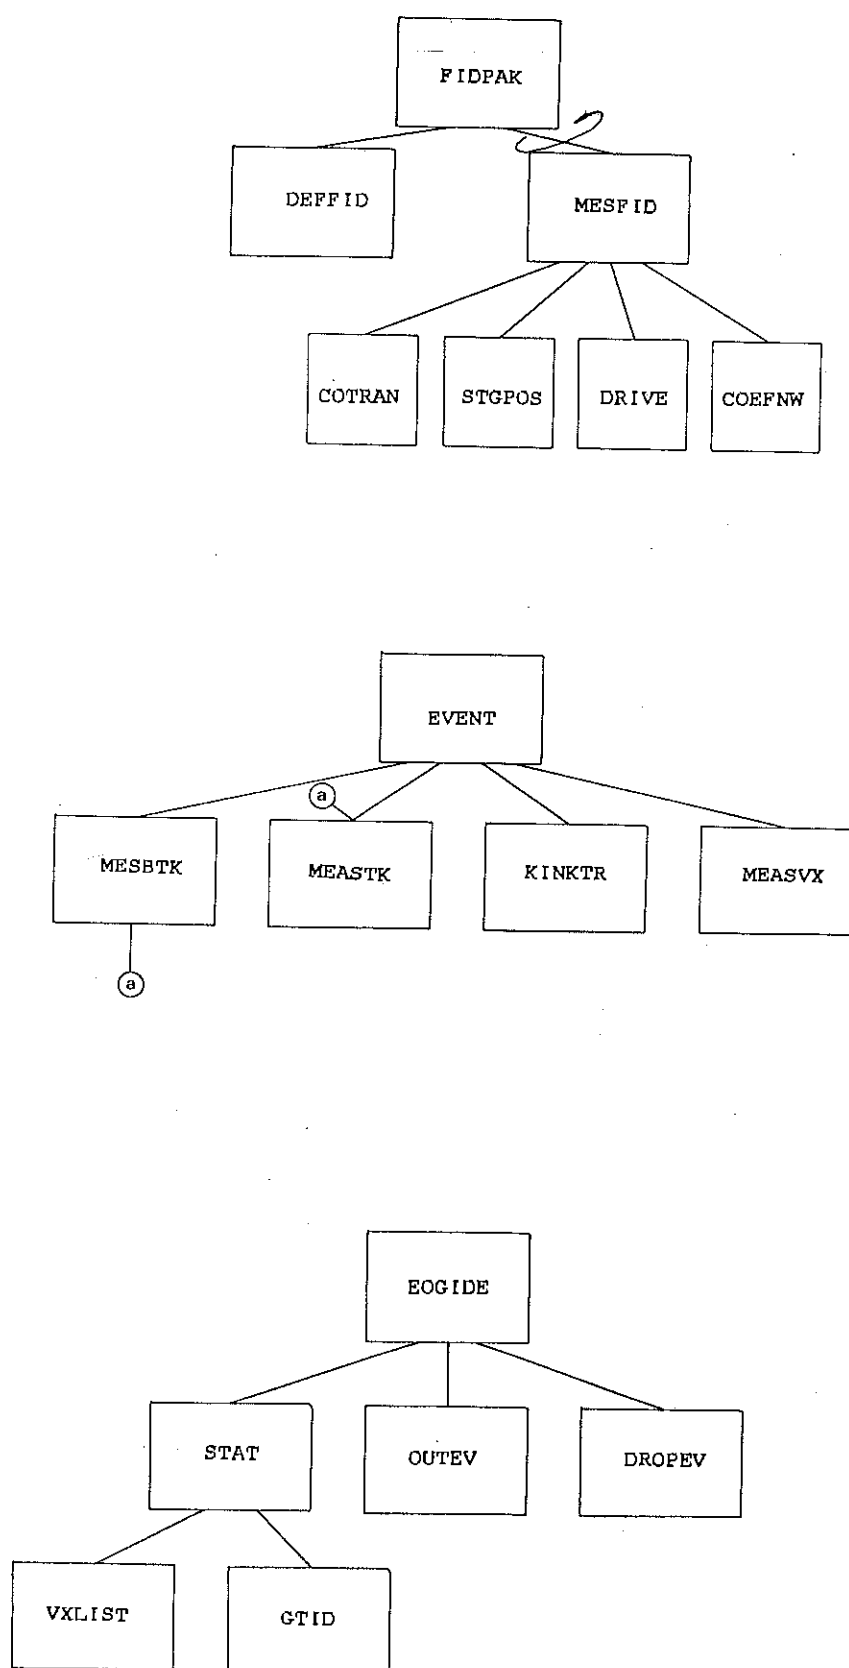 FIDPAK
DEFFID
MESFID
COTRAN
STGPOS
DRIVE
COEFNW
EVENT
a
MESBTK
MEASTK
KINKTR
MEASVX
a
EOGIDE
STAT
OUTEV
DROPEV
VXLIST
GTID